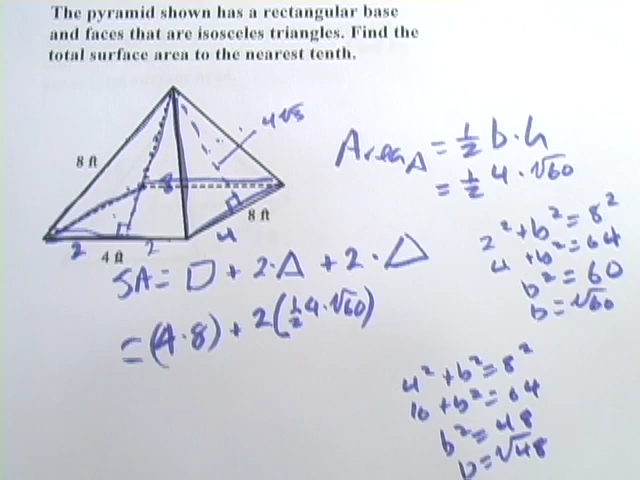 The pyramid shown has a rectangular base
and faces that are isosceles triangles. Find the
total surface area to the nearest tenth.
8 ft
4√3
8
8 ft
4
2
4 ft
2
Area△ = 1/2 b·h
= 1/2 4·√60
2² + b² = 8²
4 + b² = 64
b² = 60
b = √60
SA = □ + 2·△ + 2·△
= (4·8) + 2(1/2 4·√60)
4² + b² = 8²
16 + b² = 64
b² = 48
b = √48